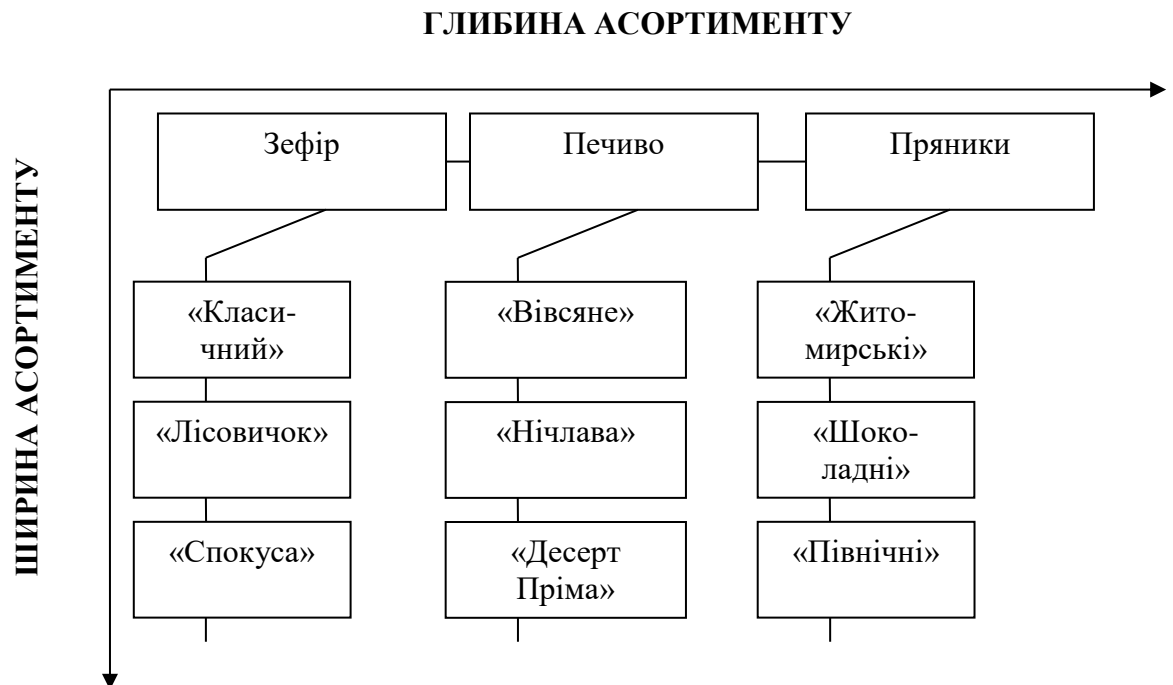 ГЛИБИНА АСОРТИМЕНТУ
ШИРИНА АСОРТИМЕНТУ
Зефір
Печиво
Пряники
«Класи-
чний»
«Вівсяне»
«Жито-
мирські»
«Лісовичок»
«Нічлава»
«Шоко-
ладні»
«Спокуса»
«Десерт
Пріма»
«Північні»